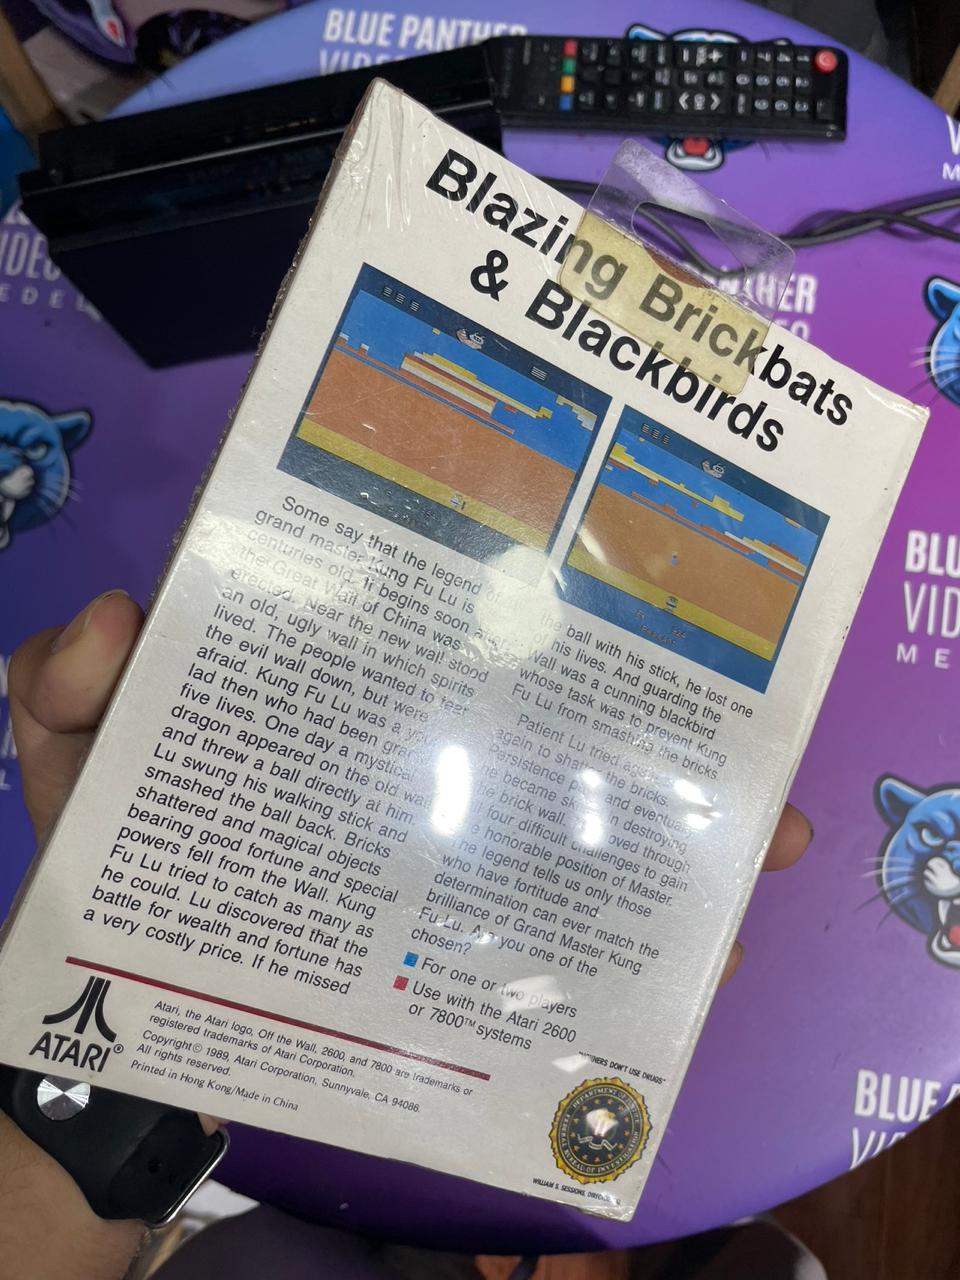 BLUE PANTHER
Blazing Brickbats
& Blackbirds
Some say that the legend of
grand master Kung Fu Lu is
centuries old. It begins soon after
the Great Wall of China was
erected. Near the new wall stood
an old, ugly wall in which spirits
lived. The people wanted to tear
the evil wall down, but were
afraid. Kung Fu Lu was a
lad then who had been
five lives. One day a mystical
dragon appeared on the old wall
and threw a ball directly at him.
Lu swung his walking stick and
smashed the ball back. Bricks
shattered and magical objects
bearing good fortune and special
powers fell from the Wall. Kung
Fu Lu tried to catch as many as
he could. Lu discovered that the
battle for wealth and fortune has
a very costly price. If he missed
the ball with his stick, he lost one
of his lives. And guarding the
Wall was a cunning blackbird
whose task was to prevent Kung
Fu Lu from smashing the bricks.
Patient Lu tried
again to shatter the bricks.
Persistence and eventually
he became in destroying
the brick wall. moved through
four difficult challenges to gain
the honorable position of Master.
The legend tells us only those
who have fortitude and
determination can ever match the
brilliance of Grand Master Kung
Fu Lu. Are you one of the
chosen?
For one or two players
Use with the Atari 2600
or 7800™ systems
ATARI®
Atari, the Atari logo, Off the Wall, 2600, and 7800 are trademarks or
registered trademarks of Atari Corporation.
Copyright © 1989, Atari Corporation, Sunnyvale, CA 94086.
All rights reserved.
Printed in Hong Kong/Made in China
DON'T USE DRUGS"
FEDERAL BUREAU OF INVESTIGATION
WILLIAM S. SESSIONS,